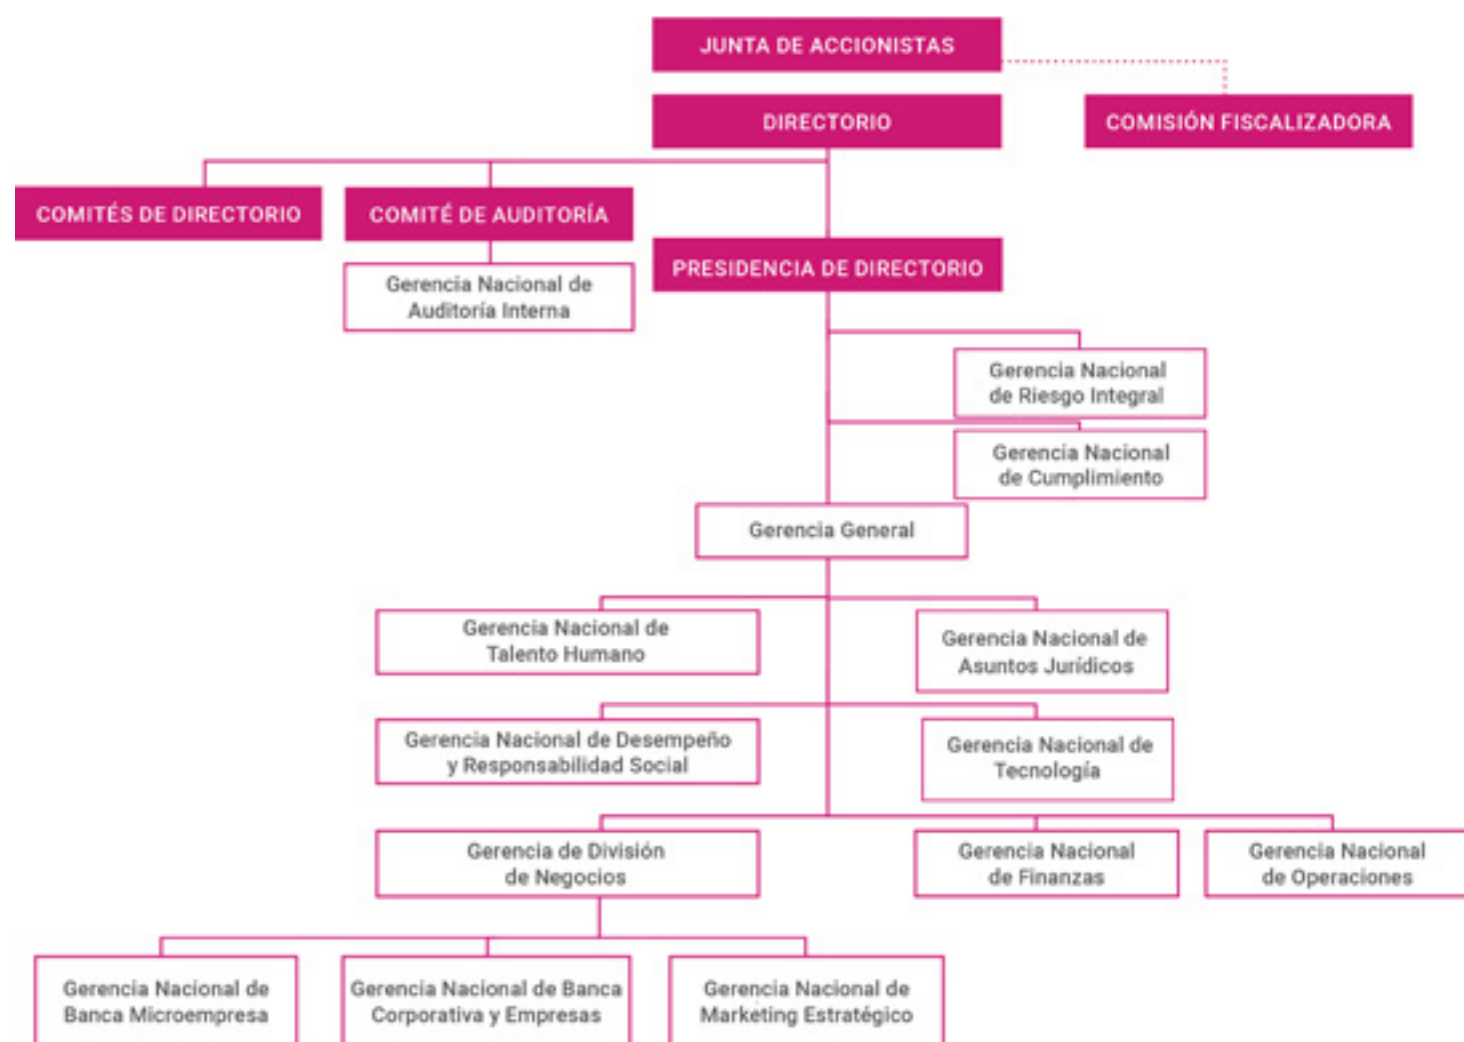 JUNTA DE ACCIONISTAS
DIRECTORIO
COMISIÓN FISCALIZADORA
COMITÉS DE DIRECTORIO
COMITÉ DE AUDITORÍA
Gerencia Nacional de
Auditoría Interna
PRESIDENCIA DE DIRECTORIO
Gerencia Nacional
de Riesgo Integral
Gerencia Nacional
de Cumplimiento
Gerencia General
Gerencia Nacional de
Talento Humano
Gerencia Nacional de
Asuntos Jurídicos
Gerencia Nacional de Desempeño
y Responsabilidad Social
Gerencia Nacional de
Tecnología
Gerencia de División
de Negocios
Gerencia Nacional
de Finanzas
Gerencia Nacional
de Operaciones
Gerencia Nacional de
Banca Microempresa
Gerencia Nacional de Banca
Corporativa y Empresas
Gerencia Nacional de
Marketing Estratégico